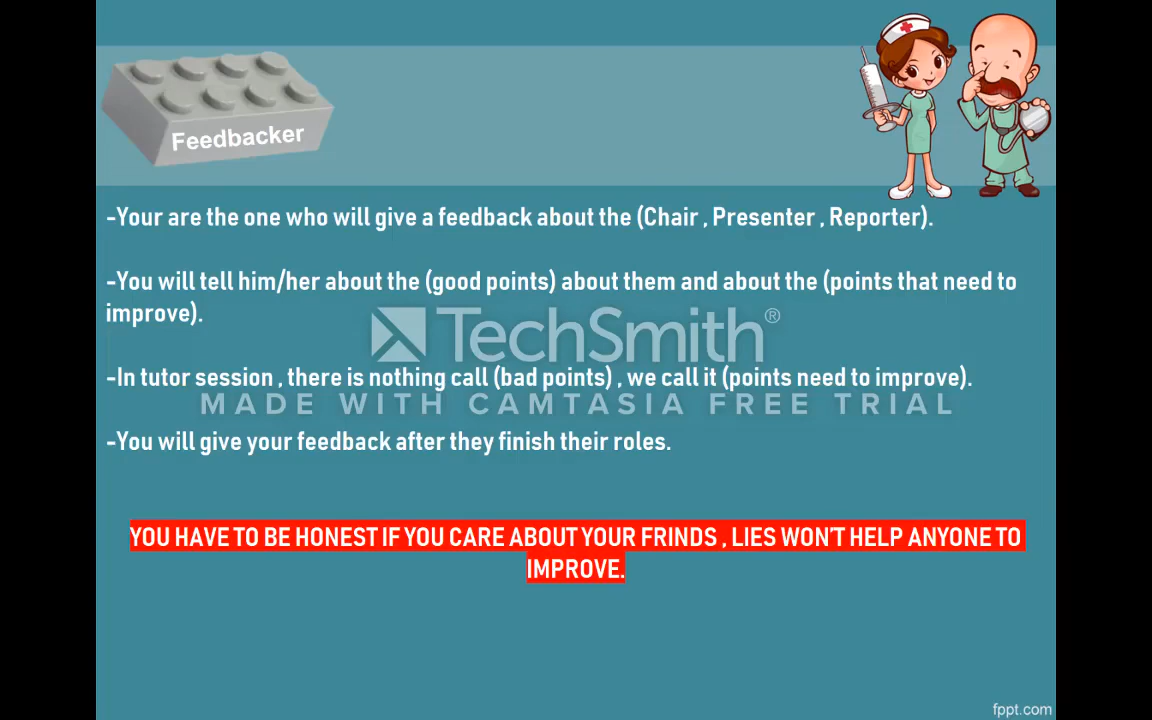 Feedbacker
-Your are the one who will give a feedback about the (Chair , Presenter , Reporter).
-You will tell him/her about the (good points) about them and about the (points that need to
improve).
TechSmith®
-In tutor session , there is nothing call (bad points) , we call it (points need to improve).
MADE WITH CAMTASIA FREE TRIAL
-You will give your feedback after they finish their roles.
YOU HAVE TO BE HONEST IF YOU CARE ABOUT YOUR FRINDS , LIES WON'T HELP ANYONE TO
IMPROVE.
fppt.com